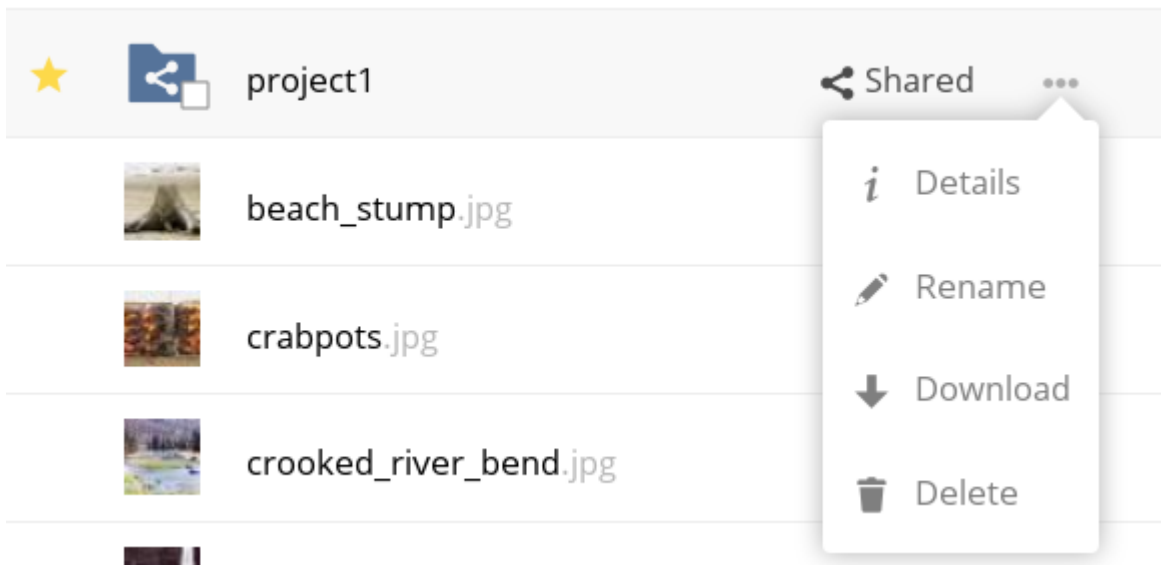 project1
Shared
Details
beach_stump.jpg
Rename
crabpots.jpg
Download
crooked_river_bend.jpg
Delete